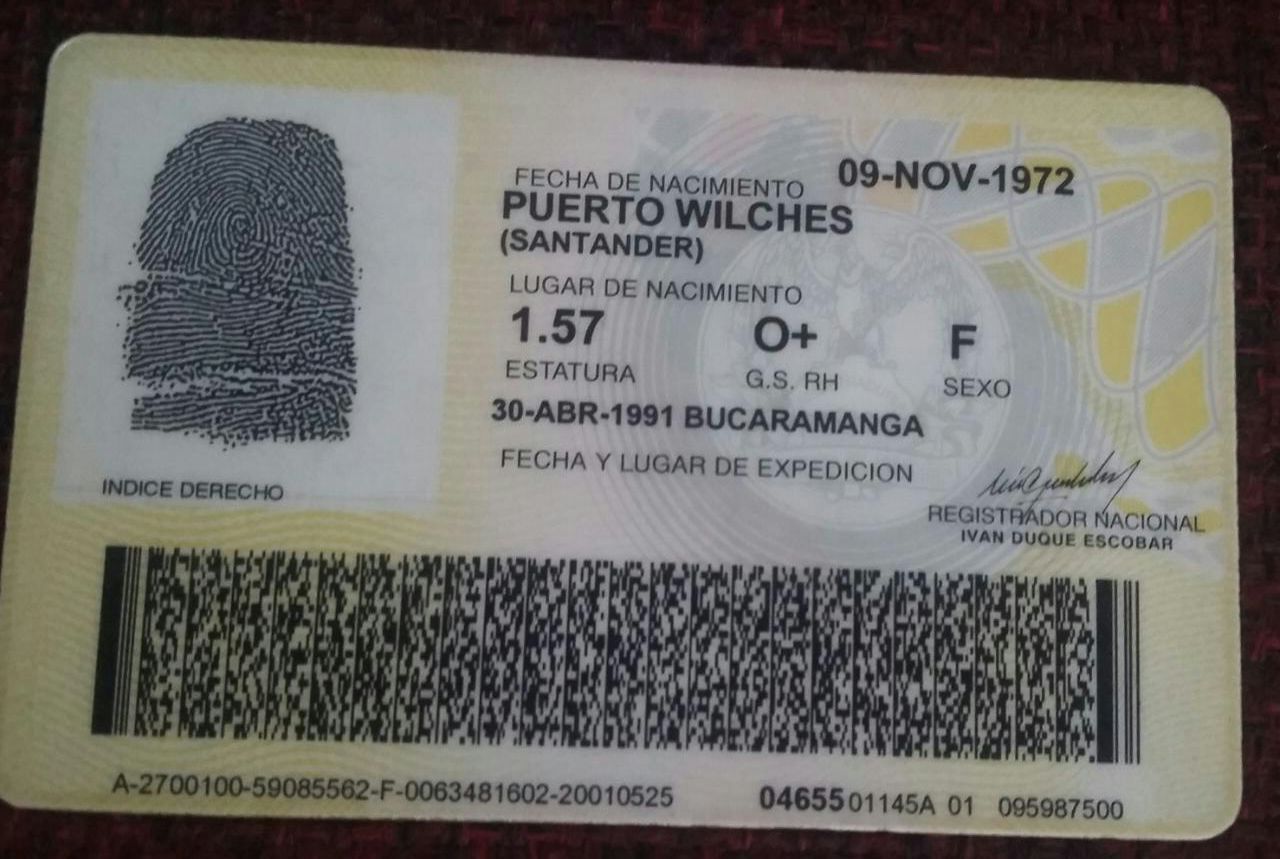 FECHA DE NACIMIENTO 09-NOV-1972
PUERTO WILCHES
(SANTANDER)
LUGAR DE NACIMIENTO
1.57 O+ F
ESTATURA G.S. RH SEXO
30-ABR-1991 BUCARAMANGA
FECHA Y LUGAR DE EXPEDICION
INDICE DERECHO
REGISTRADOR NACIONAL
IVAN DUQUE ESCOBAR
A-2700100-59085562-F-0063481602-20010525 0465501145A 01 095987500